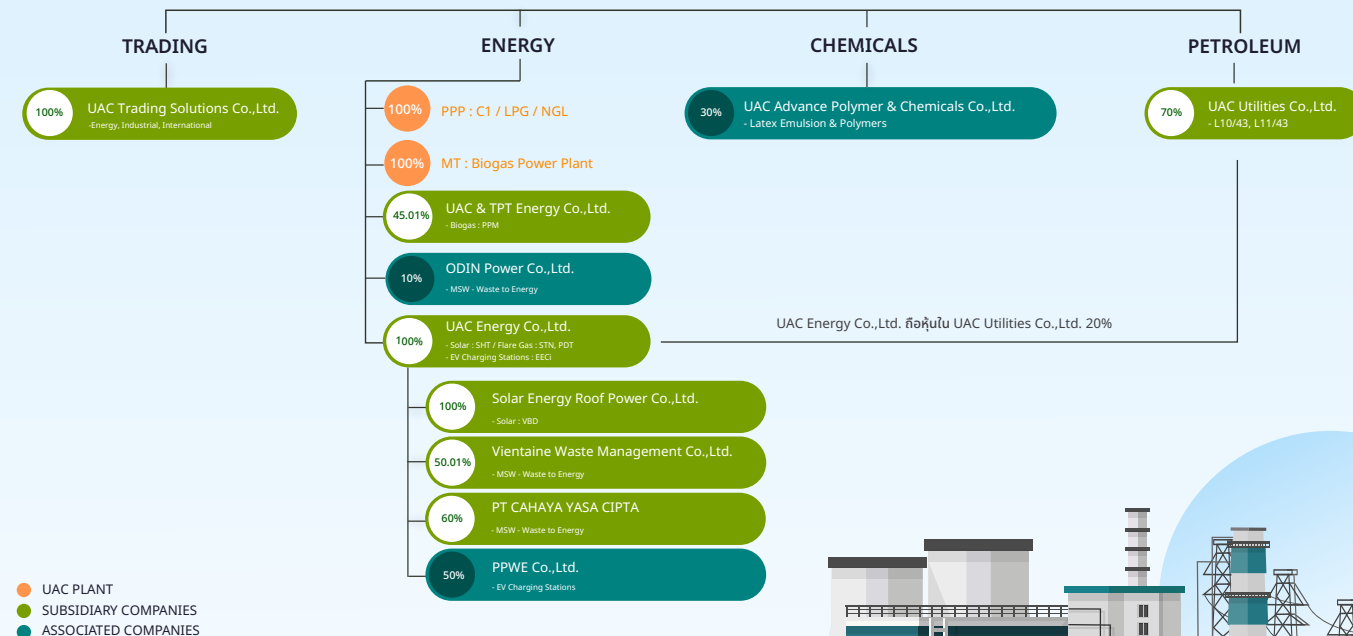 TRADING
ENERGY
CHEMICALS
PETROLEUM
100%
UAC Trading Solutions Co.,Ltd.
-Energy, Industrial, International
100%
PPP : C1 / LPG / NGL
100%
MT : Biogas Power Plant
45.01%
UAC & TPT Energy Co.,Ltd.
- Biogas : PPM
10%
ODIN Power Co.,Ltd.
- MSW - Waste to Energy
100%
UAC Energy Co.,Ltd.
- Solar : SHT / Flare Gas : STN, PDT
- EV Charging Stations : EECi
100%
Solar Energy Roof Power Co.,Ltd.
- Solar : VBD
50.01%
Vientaine Waste Management Co.,Ltd.
- MSW - Waste to Energy
60%
PT CAHAYA YASA CIPTA
- MSW - Waste to Energy
50%
PPWE Co.,Ltd.
- EV Charging Stations
30%
UAC Advance Polymer & Chemicals Co.,Ltd.
- Latex Emulsion & Polymers
70%
UAC Utilities Co.,Ltd.
- L10/43, L11/43
UAC Energy Co.,Ltd. ถือหุ้นใน UAC Utilities Co.,Ltd. 20%
UAC PLANT
SUBSIDIARY COMPANIES
ASSOCIATED COMPANIES